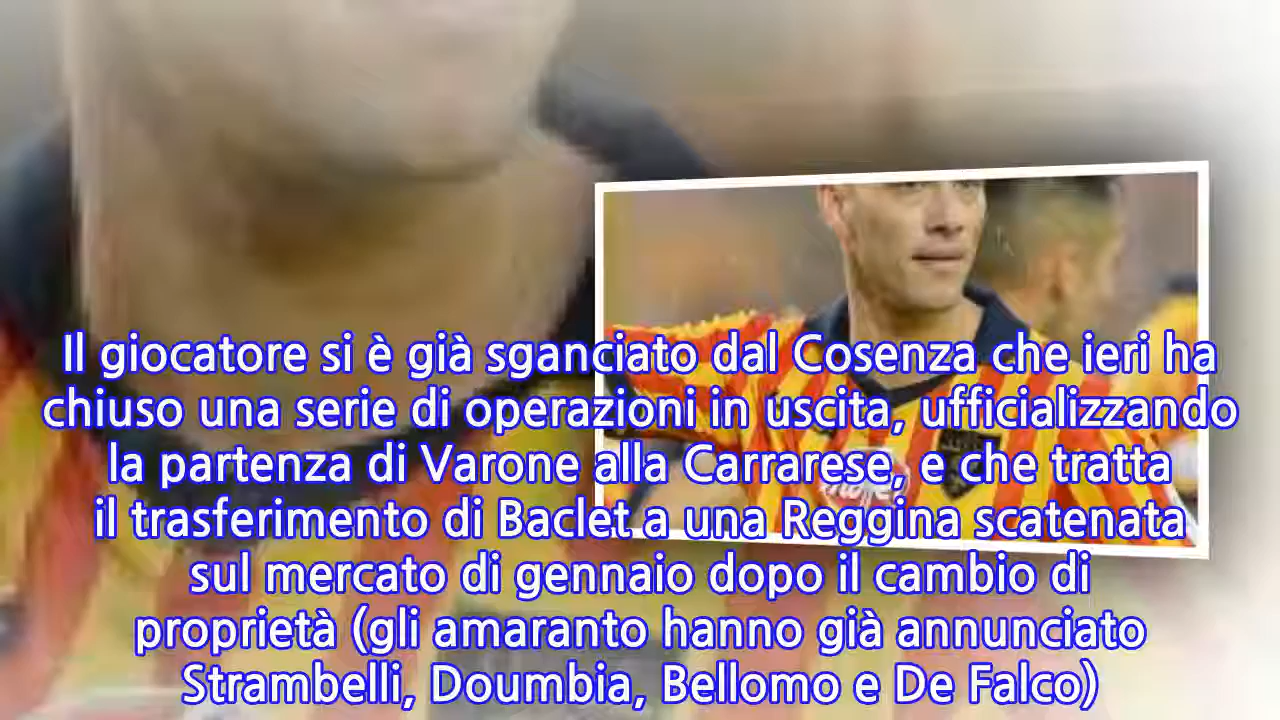 Il giocatore si è già sganciato dal Cosenza che ieri ha
chiuso una serie di operazioni in uscita, ufficializzando
la partenza di Varone alla Carrarese, e che tratta
il trasferimento di Baclet a una Reggina scatenata
sul mercato di gennaio dopo il cambio di
proprietà (gli amaranto hanno già annunciato
Strambelli, Doumbia, Bellomo e De Falco)